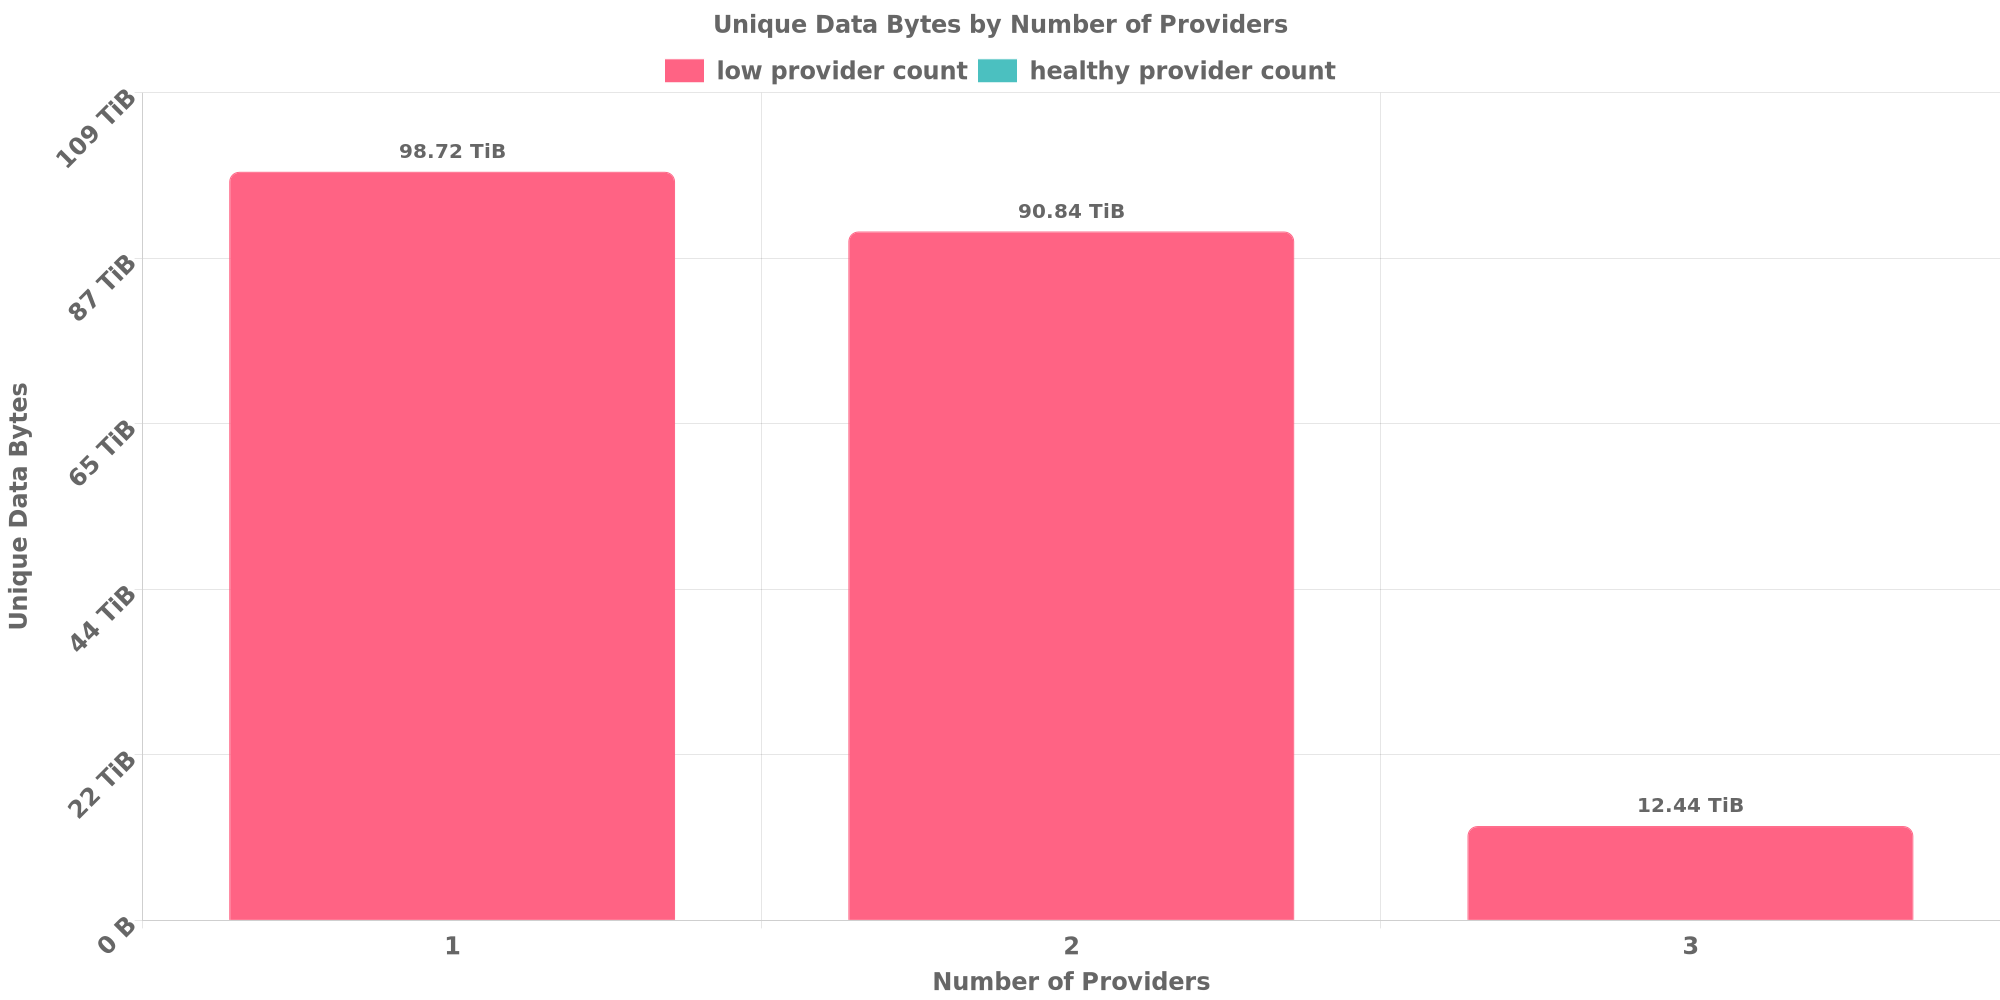 Unique Data Bytes by Number of Providers
low provider count healthy provider count
109 TiB
98.72 TiB
90.84 TiB
87 TiB
65 TiB
44 TiB
22 TiB
12.44 TiB
0 B
Unique Data Bytes
1 2 3
Number of Providers